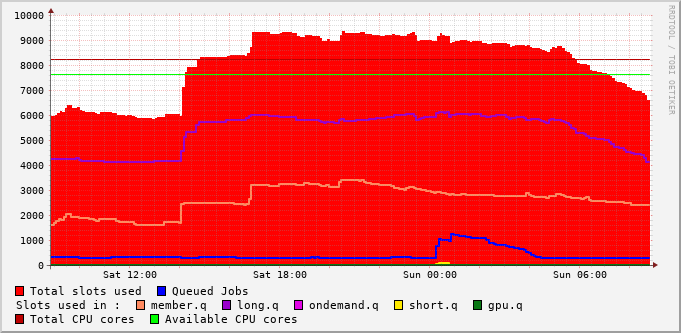 10000
9000
8000
7000
6000
5000
4000
3000
2000
1000
0
Sat 12:00 Sat 18:00 Sun 00:00 Sun 06:00
RRDTOOL / TOBI OETIKER
Total slots used Queued Jobs
Slots used in : member.q long.q ondemand.q short.q gpu.q
Total CPU cores Available CPU cores